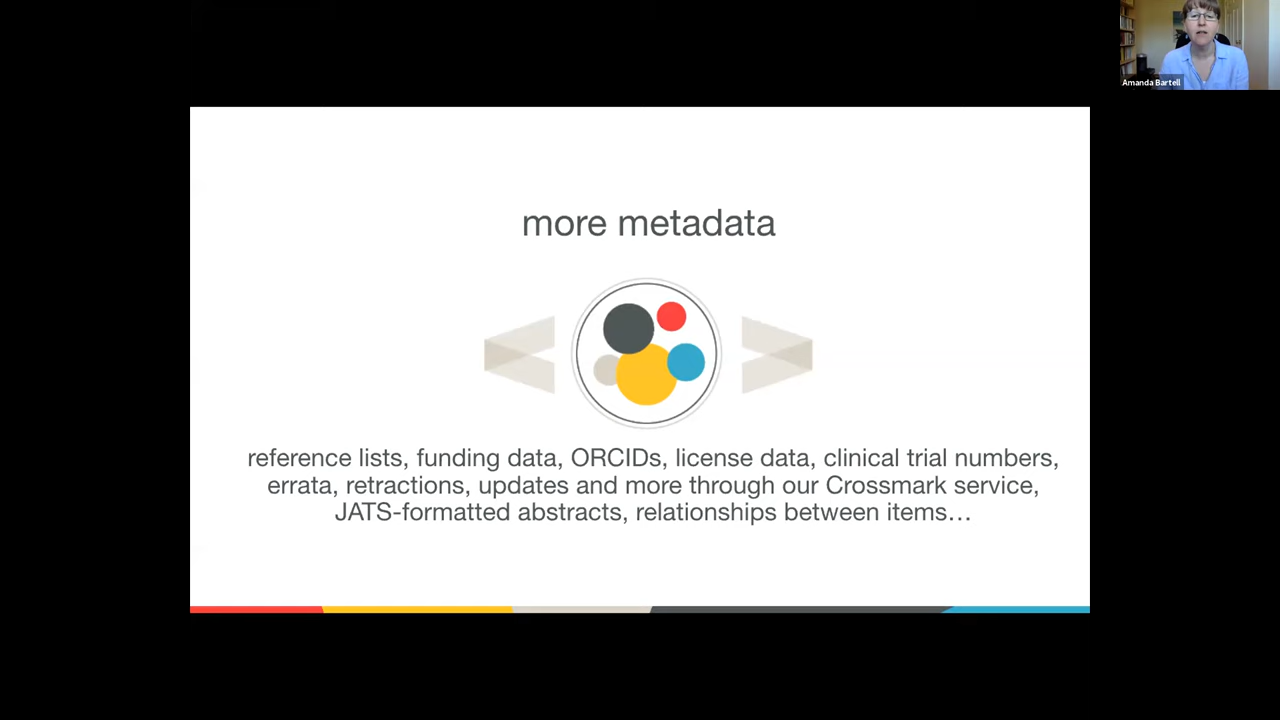 Amanda Bartell
more metadata
reference lists, funding data, ORCIDs, license data, clinical trial numbers,
errata, retractions, updates and more through our Crossmark service,
JATS-formatted abstracts, relationships between items…